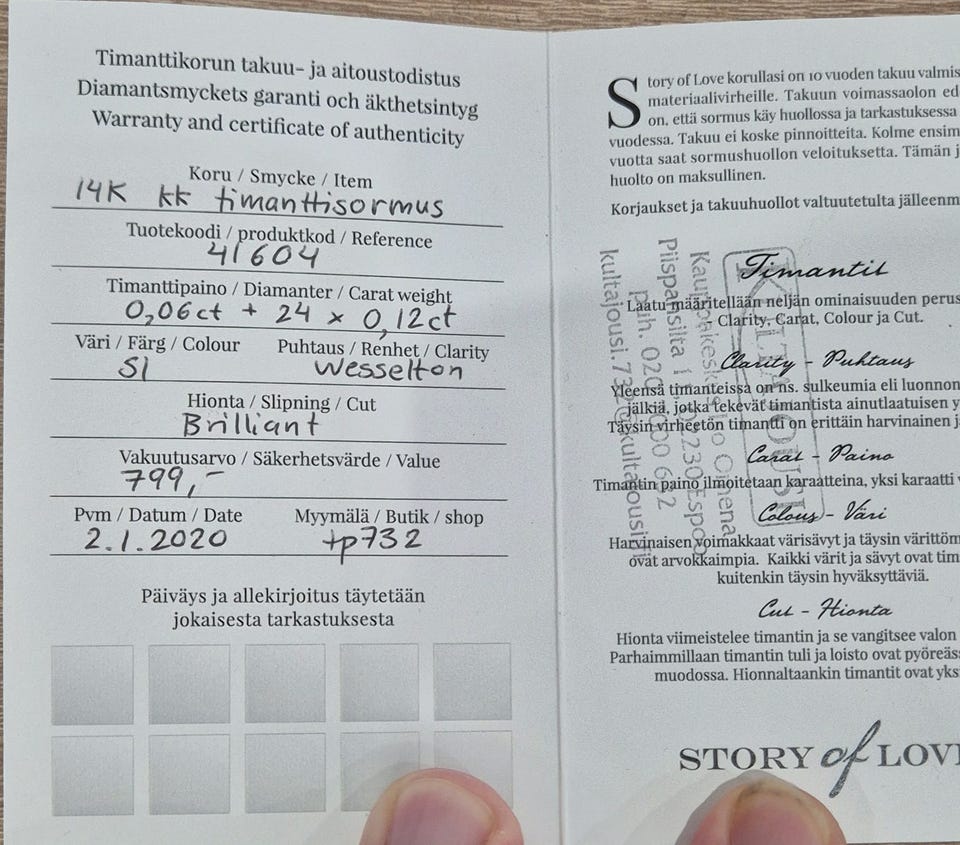 Timanttikorun takuu- ja aitoustodistus
Diamantsmyckets garanti och äkthetsintyg
Warranty and certificate of authenticity
Koru / Smycke / Item
14K kk timanttisormus
Tuotekoodi / produktkod / Reference
41604
Timanttipaino / Diamanter / Carat weight
0,06ct + 24 x 0,12ct
Väri / Färg / Colour Puhtaus / Renhet / Clarity
SI Wesselton
Hionta / Slipning / Cut
Brilliant
Vakuutusarvo / Säkerhetsvärde / Value
799,-
Pvm / Datum / Date Myymälä / Butik / shop
2.1.2020 tp732
Päiväys ja allekirjoitus täytetään
jokaisesta tarkastuksesta
Story of Love korullasi on 10 vuoden takuu valmis
materiaalivirheille. Takuun voimassaolon ed
on, että sormus käy huollossa ja tarkastuksessa
vuodessa. Takuu ei koske pinnoitteita. Kolme ensim
vuotta saat sormushuollon veloituksetta. Tämän j
huolto on maksullinen.
Korjaukset ja takuuhuollot valtuutetulta jälleenm
Timantit
Laatu määritellään neljän ominaisuuden perus
Clarity, Carat, Colour ja Cut.
Clarity - Puhtaus
Yleensä timanteissa on ns. sulkeumia eli luonnon
jälkiä, jotka tekevät timantista ainutlaatuisen y
Täysin virheetön timantti on erittäin harvinainen j
Carat - Paino
Timantin paino ilmoitetaan karaatteina, yksi karaatti v
Colour - Väri
Harvinaisen voimakkaat värisävyt ja täysin värittöm
ovat arvokkaimpia. Kaikki värit ja sävyt ovat tim
kuitenkin täysin hyväksyttäviä.
Cut - Hionta
Hionta viimeistelee timantin ja se vangitsee valon
Parhaimmillaan timantin tuli ja loisto ovat pyöreäs
muodossa. Hionnaltaankin timantit ovat yks
STORY of LOVE
KULTAJOUSI
Omena
Piispansilta
Espoo
Puh.